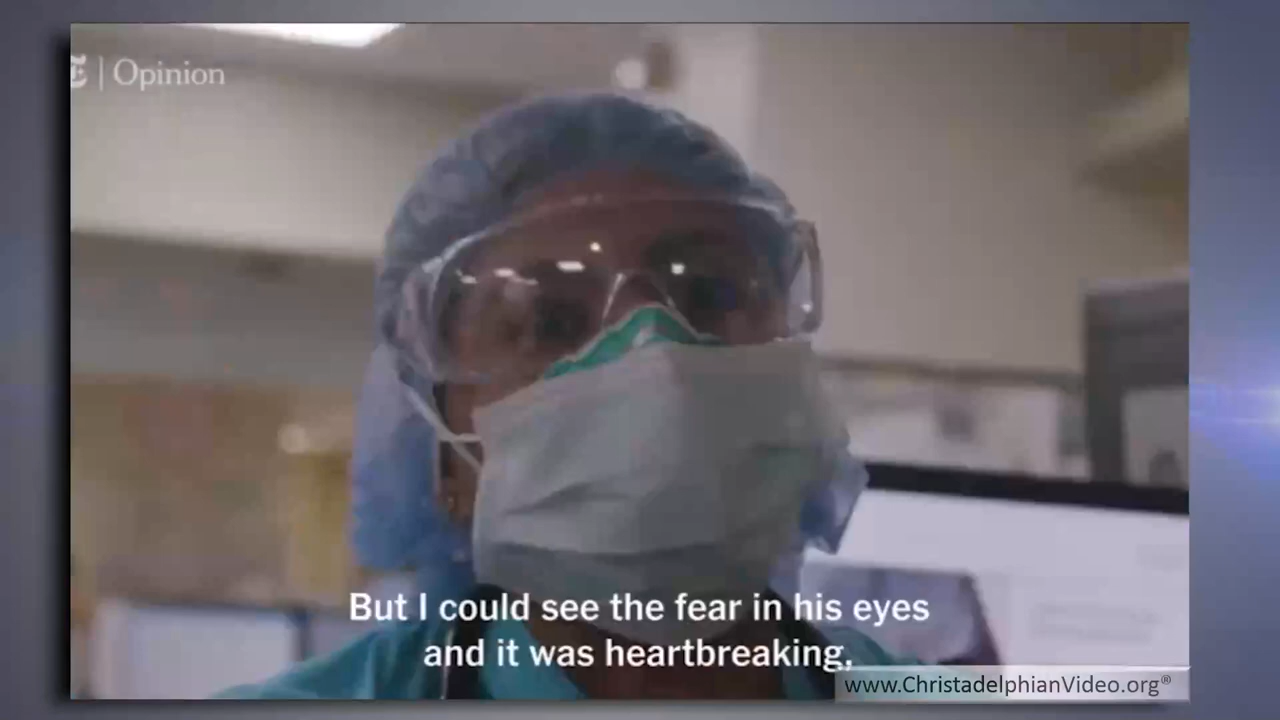 | Opinion
But I could see the fear in his eyes
and it was heartbreaking,
www.ChristadelphianVideo.org®